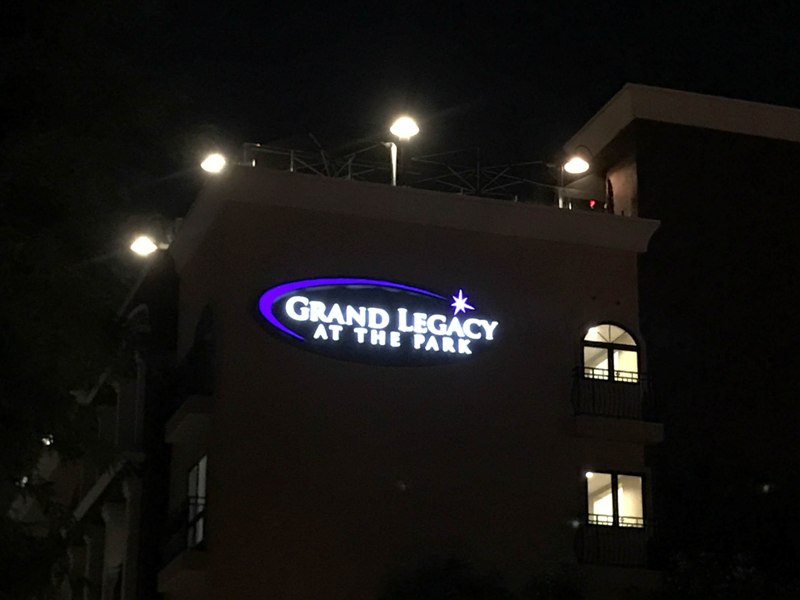 GRAND LEGACY
AT THE PARK